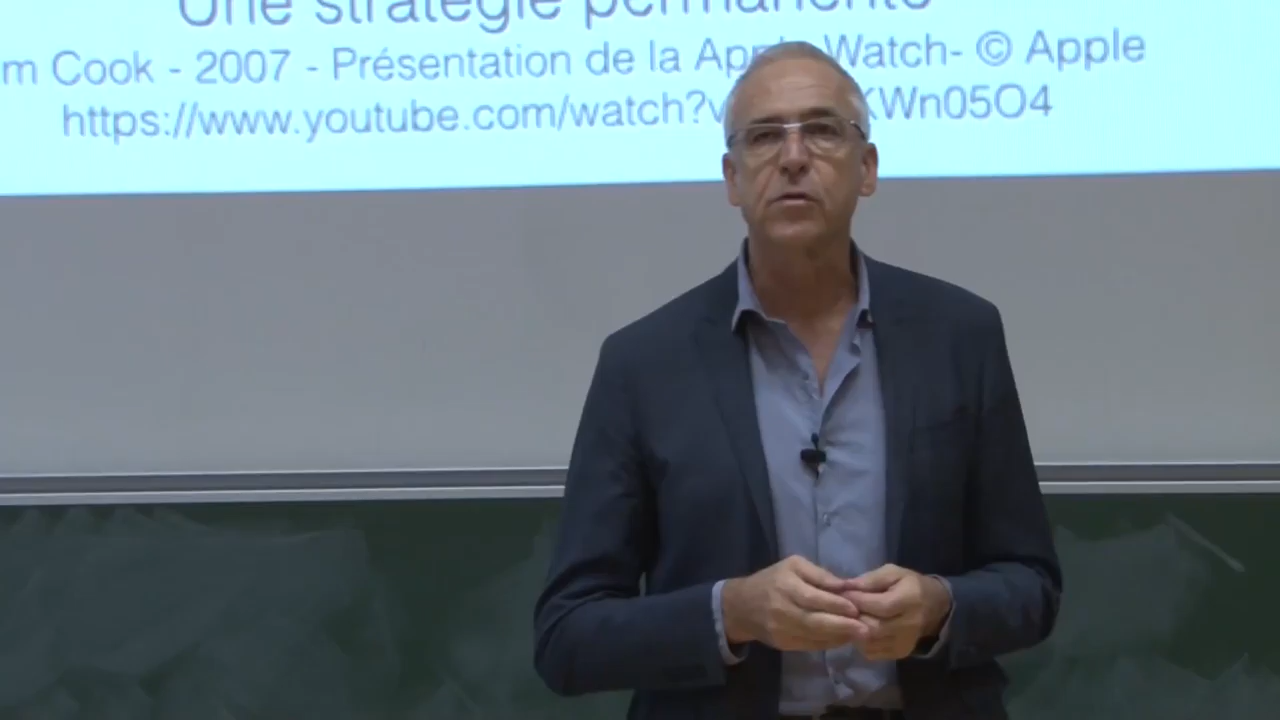 Une stratégie permanente
m Cook - 2007 - Présentation de la Apple Watch- © Apple
https://www.youtube.com/watch?v KWn05O4